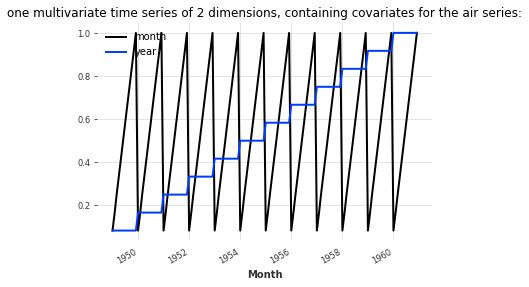 one multivariate time series of 2 dimensions, containing covariates for the air series:
month
year
1.0
0.8
0.6
0.4
0.2
1950
1952
1954
1956
1958
1960
Month